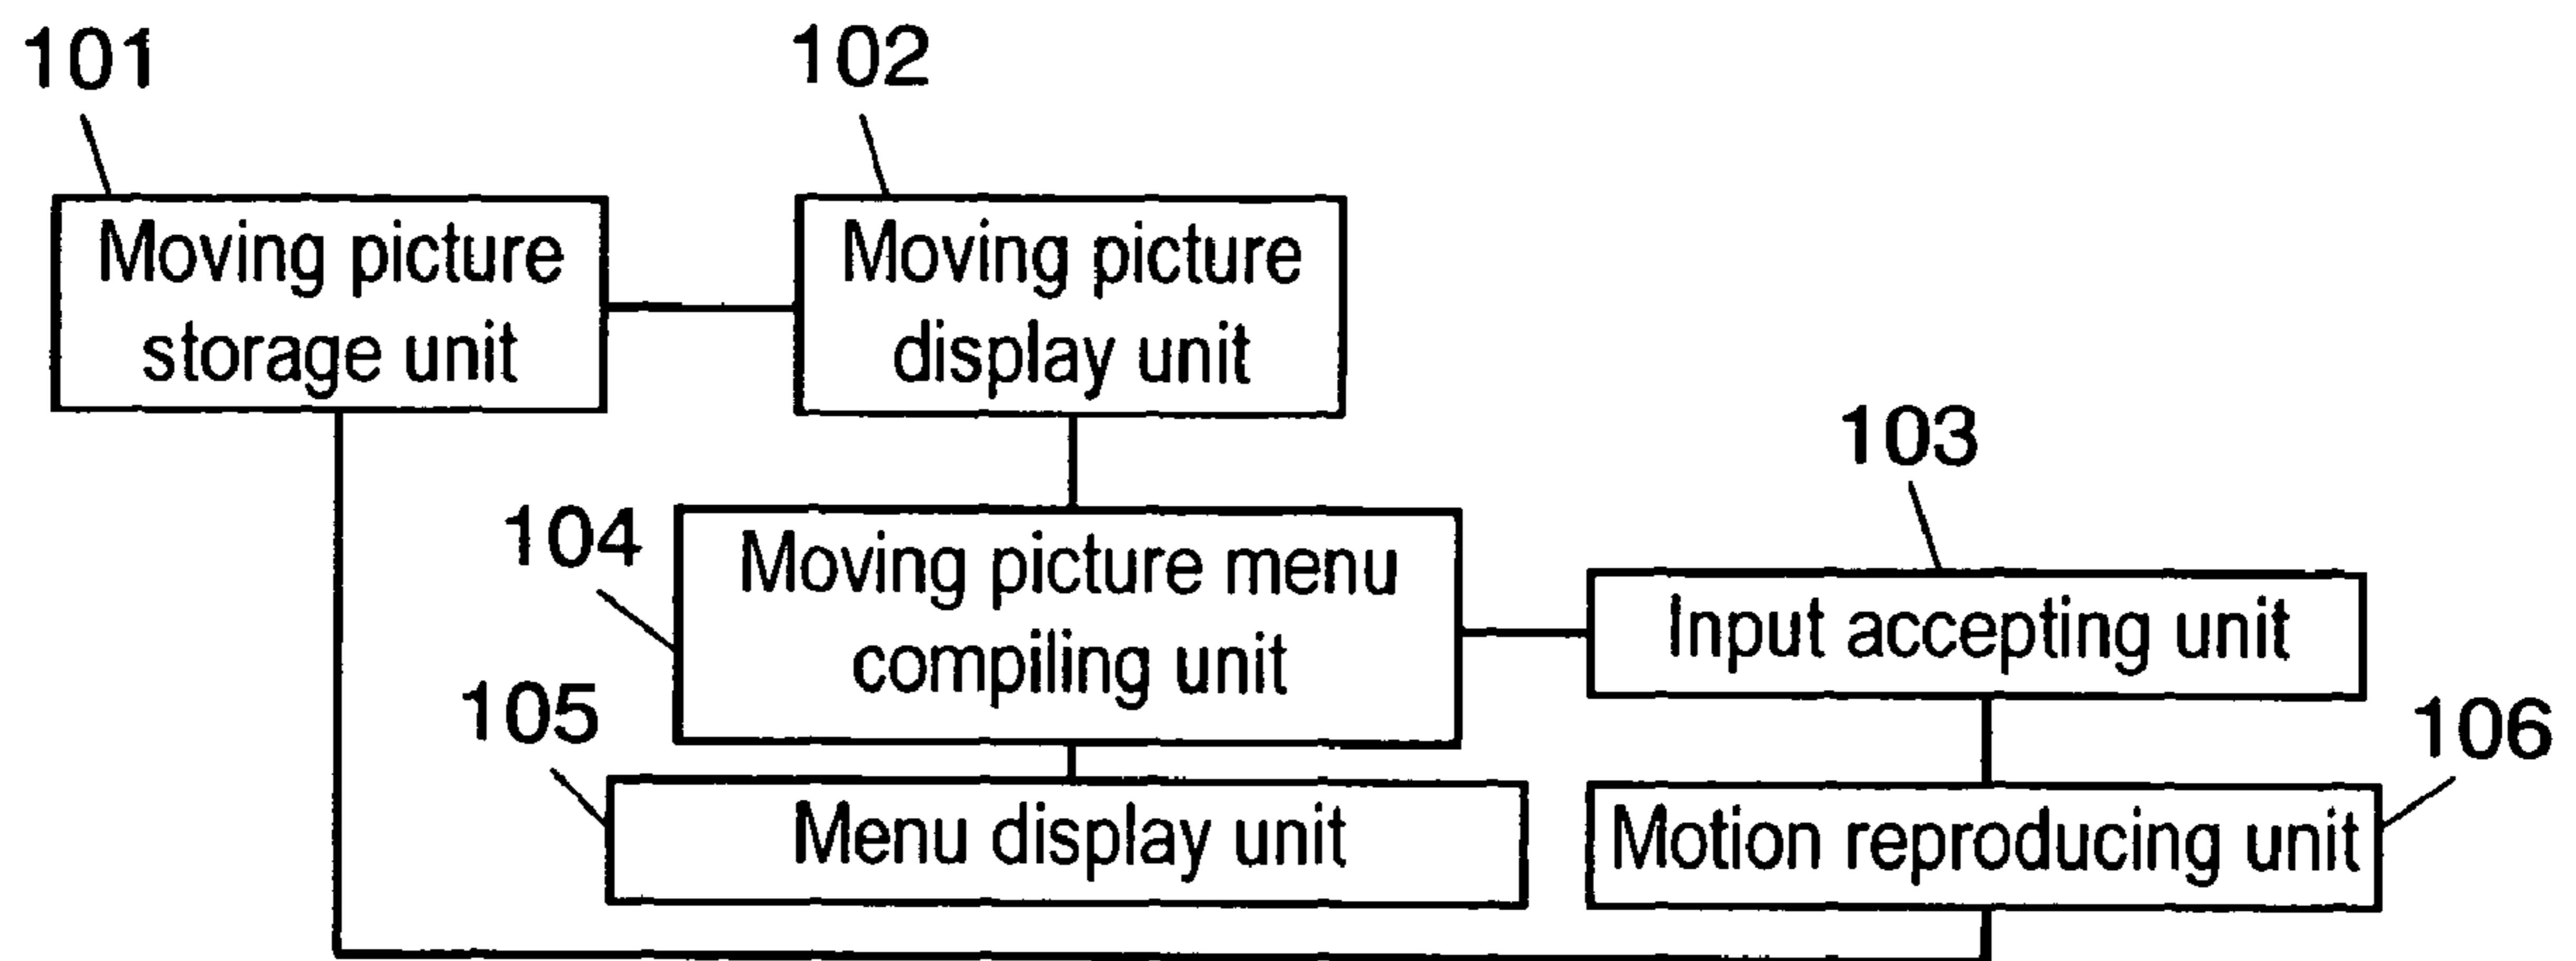 101
102
Moving picture
storage unit
Moving picture
display unit
103
104
Moving picture menu
compiling unit
Input accepting unit
105
106
Menu display unit
Motion reproducing unit